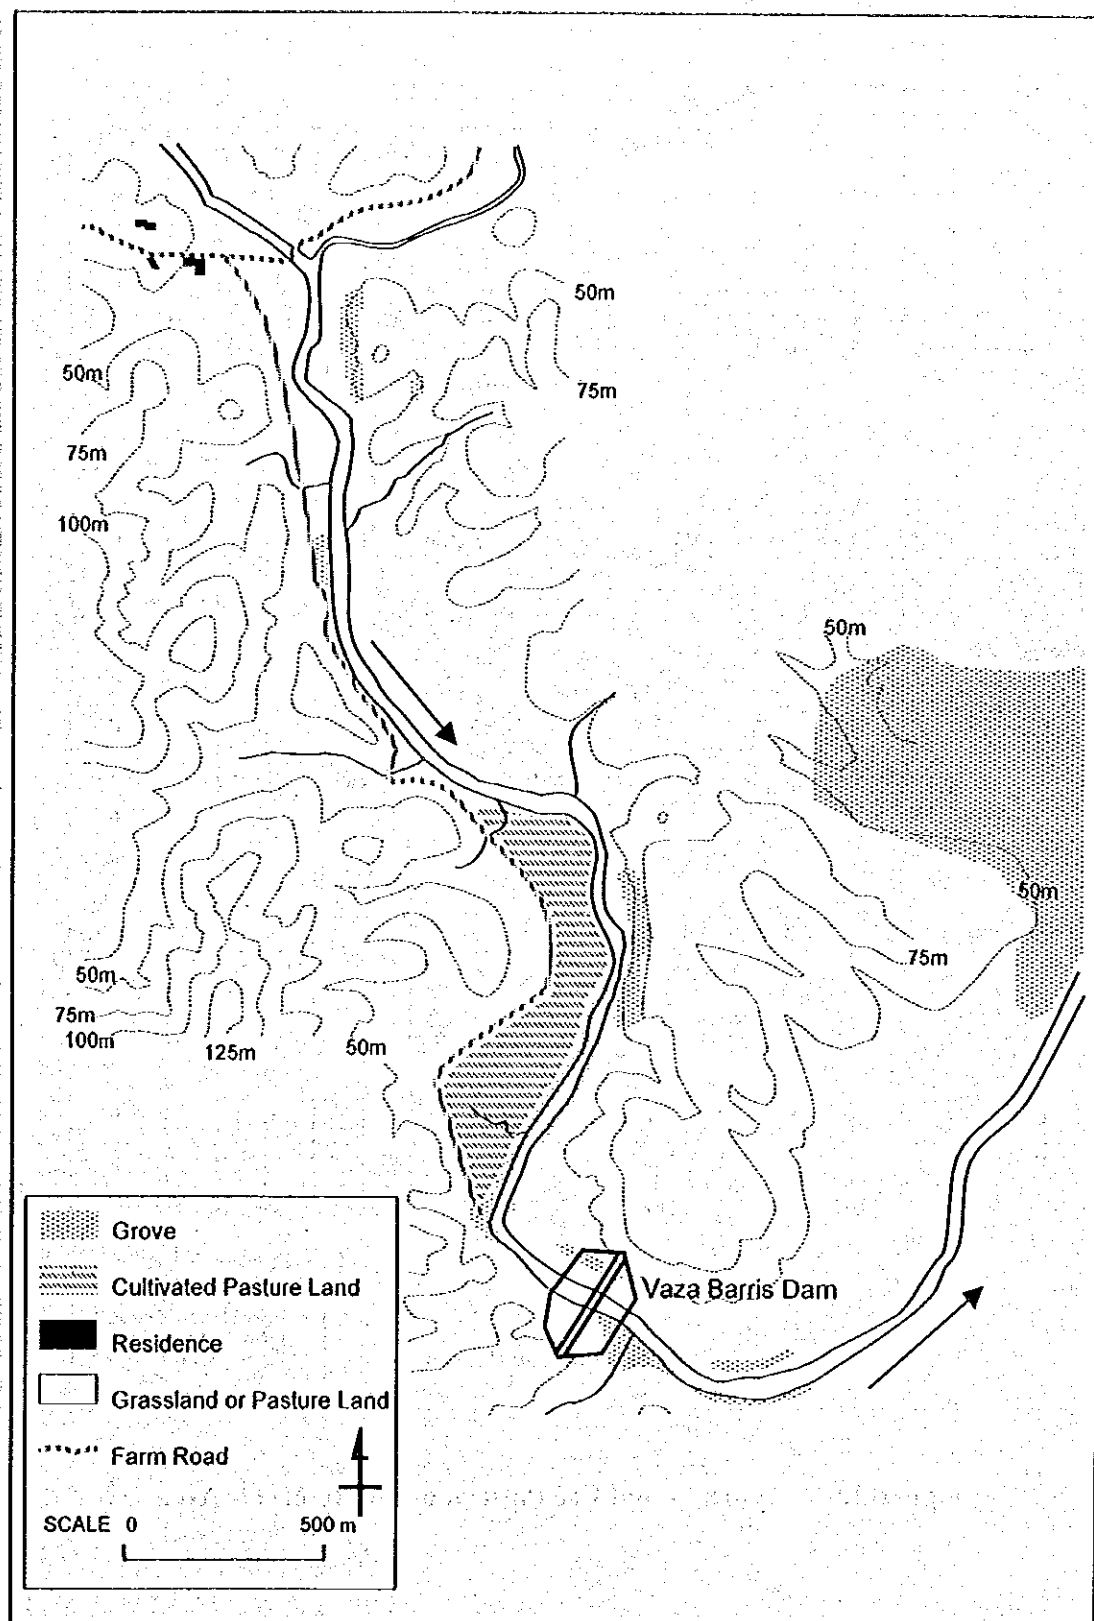 50m
75m
50m
75m
100m
50m
50m
75m
50m
75m
100m
125m
50m
Vaza Barris Dam
Grove
Cultivated Pasture Land
Residence
Grassland or Pasture Land
Farm Road
SCALE 0 500 m